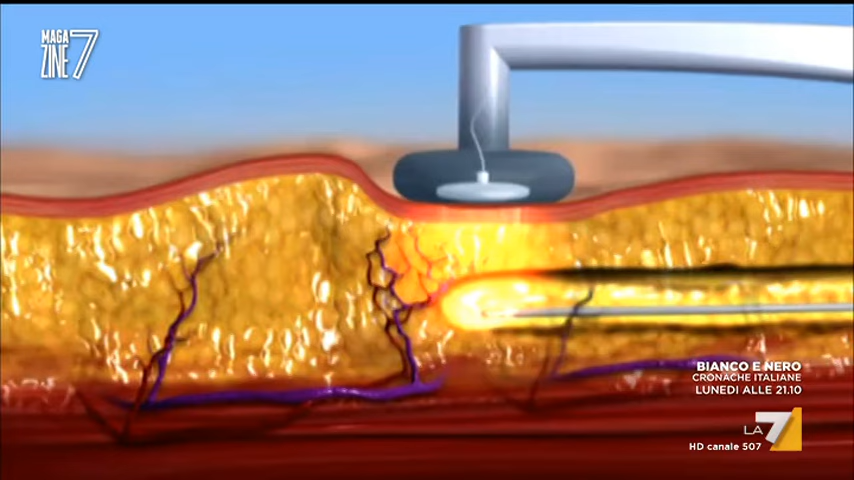 MAGA
ZINE 7
BIANCO E NERO
CRONACHE ITALIANE
LUNEDI ALLE 21.10
LA 7
HD canale 507